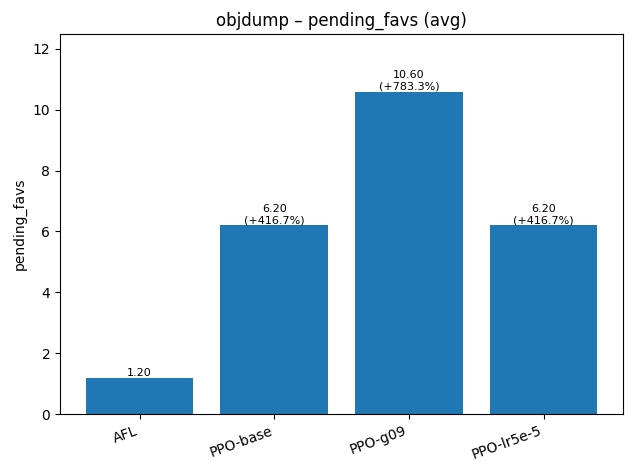 objdump – pending_favs (avg)
12
10
8
6
4
2
0
pending_favs
1.20
6.20
(+416.7%)
10.60
(+783.3%)
6.20
(+416.7%)
AFL
PPO-base
PPO-g09
PPO-lr5e-5